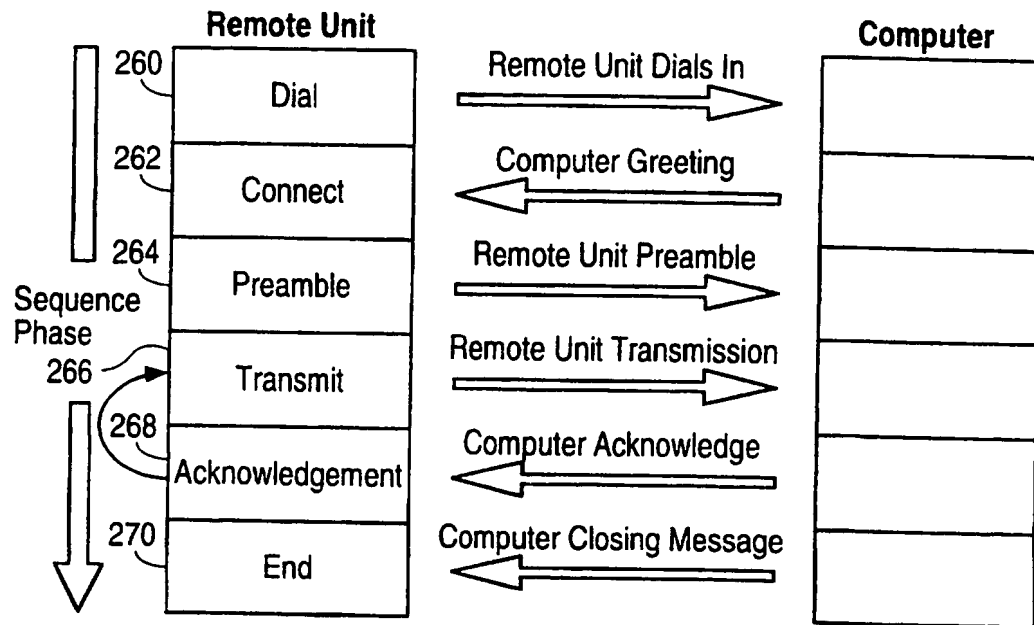 Remote Unit
Computer
260
Dial
Remote Unit Dials In
262
Connect
Computer Greeting
264
Preamble
Remote Unit Preamble
Sequence
Phase
266
Transmit
Remote Unit Transmission
268
Acknowledgement
Computer Acknowledge
270
End
Computer Closing Message